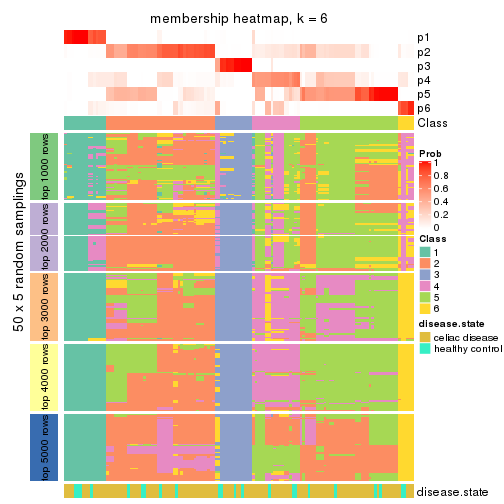 membership heatmap, k = 6
p1
p2
p3
p4
p5
p6
Class
50 x 5 random samplings
top 1000 rows
top 2000 rows
top 3000 rows
top 4000 rows
top 5000 rows
Prob
1
0.8
0.6
0.4
0.2
0
Class
1
2
3
4
5
6
disease.state
celiac disease
healthy control
disease.state